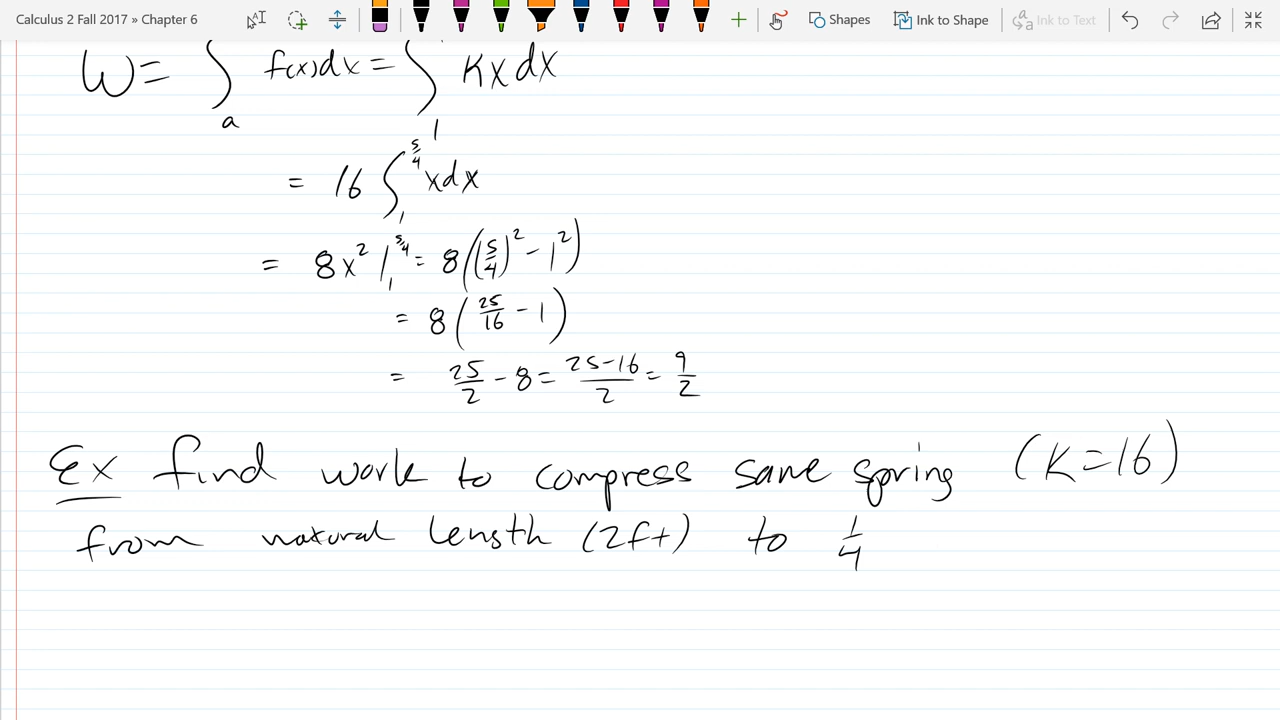 Calculus 2 Fall 2017 » Chapter 6
Shapes
Ink to Shape
Ink to Text
W = ∫ₐ f(x)dx = ∫₁ Kx dx
= 16 ∫₁^(5/4) x dx
= 8x² |₁^(5/4) = 8((5/4)² - 1²)
= 8(25/16 - 1)
= 25/2 - 8 = (25-16)/2 = 9/2
Ex find work to compress same spring (K=16)
from natural length (2ft) to 1/4